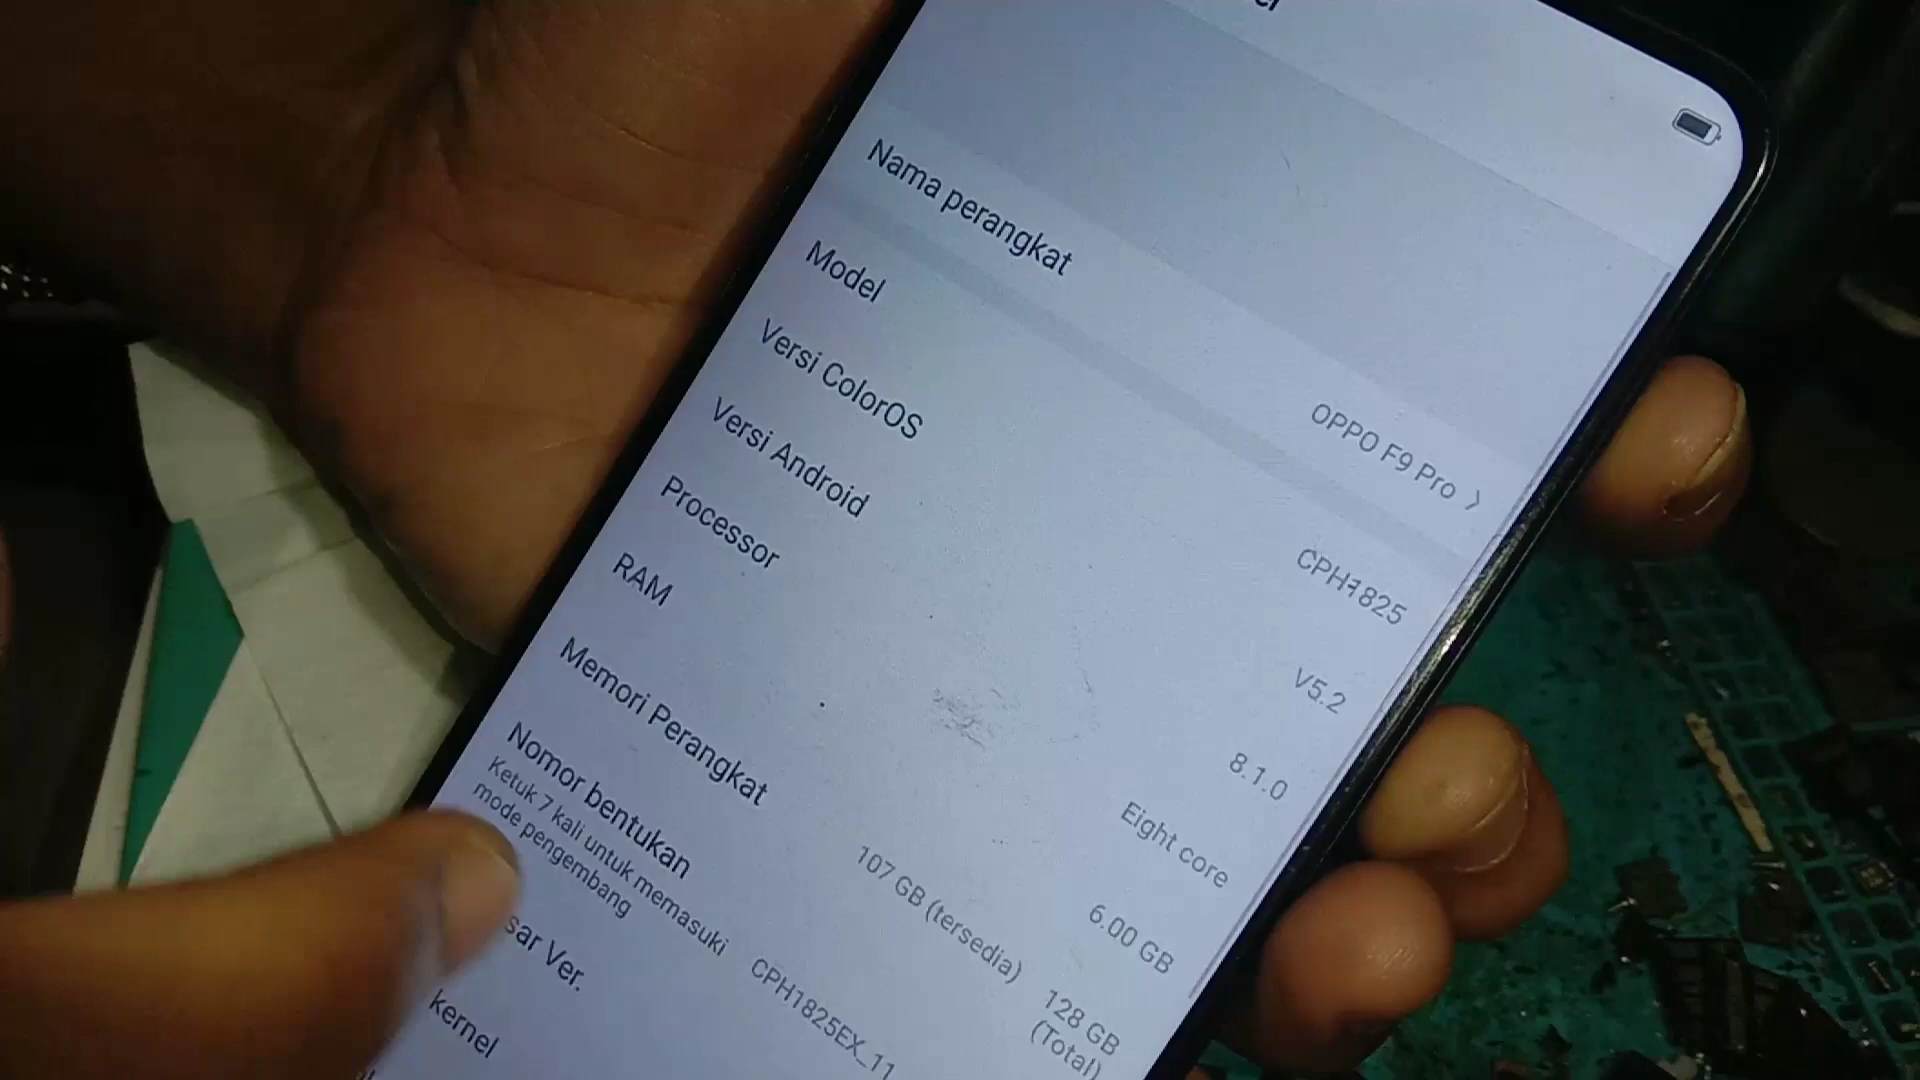 Nama perangkat
OPPO F9 Pro
Model
CPH1825
Versi ColorOS
V5.2
Versi Android
8.1.0
Processor
Eight core
RAM
6.00 GB
Memori Perangkat
107 GB (tersedia)
128 GB
(Total)
Nomor bentukan
Ketuk 7 kali untuk memasuki
mode pengembang
CPH1825EX_11
sar Ver.
kernel